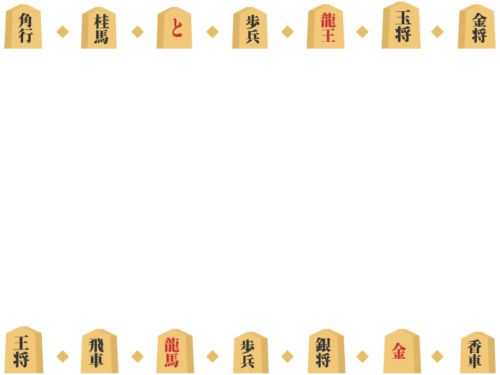 角行 桂馬 と 歩兵 龍王 玉将 金将
王将 飛車 龍馬 歩兵 銀将 金 香車